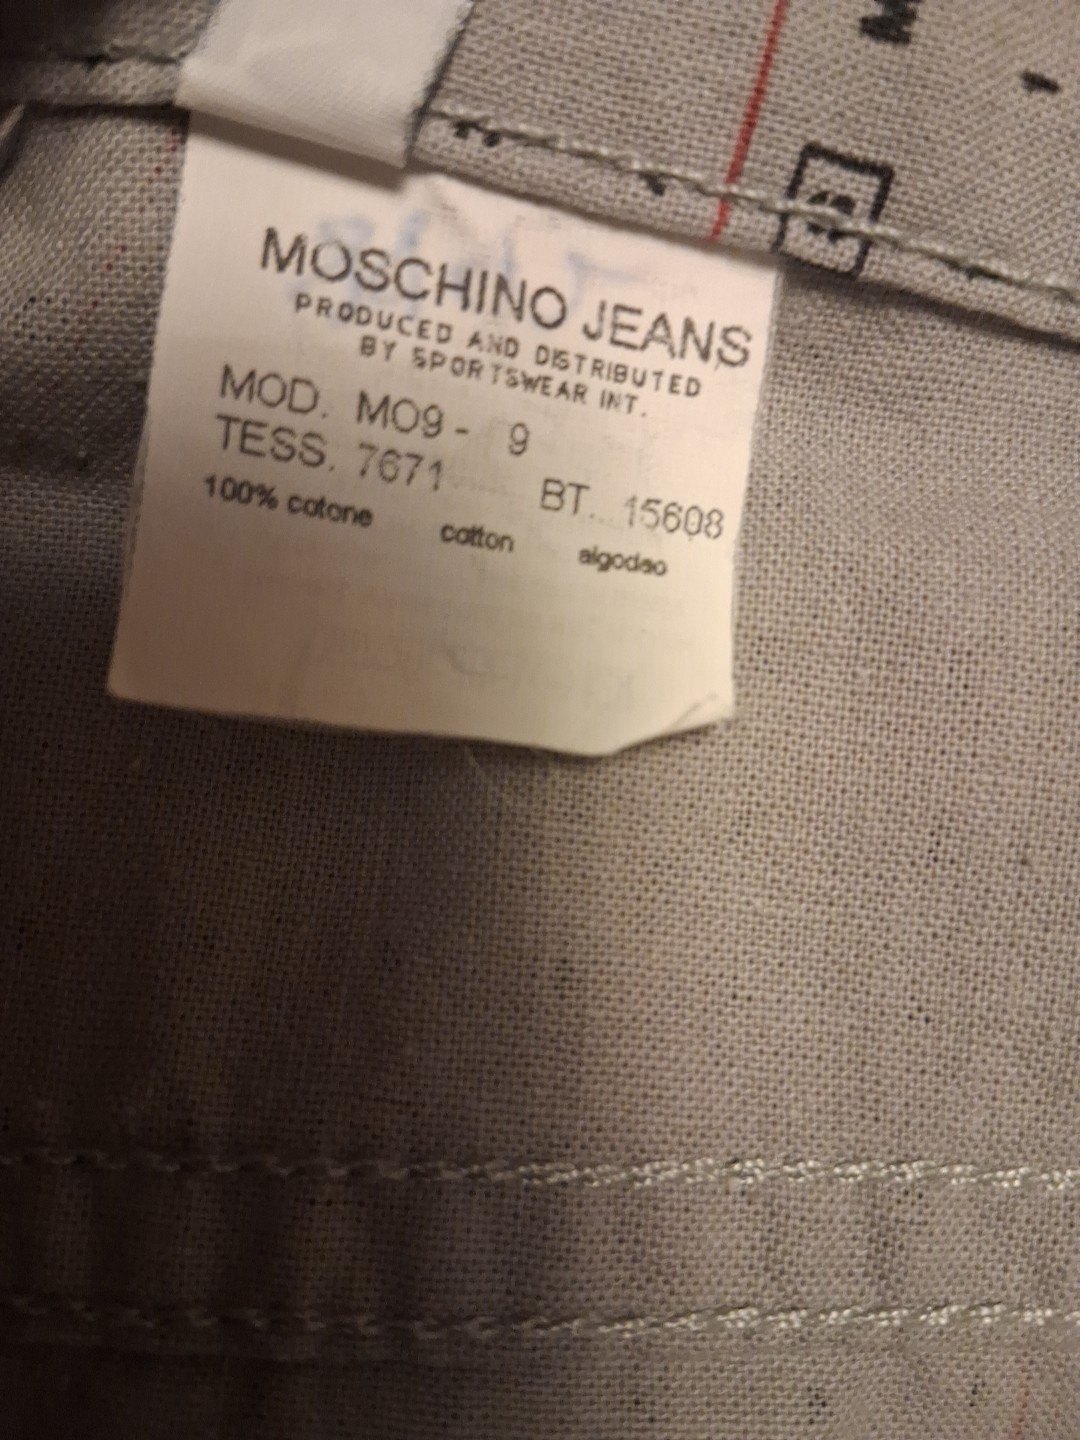 MOSCHINO JEANS
PRODUCED AND DISTRIBUTED
BY SPORTSWEAR INT.
MOD. MO9 - 9
TESS. 7671 BT. 15608
100% cotone cotton algodao